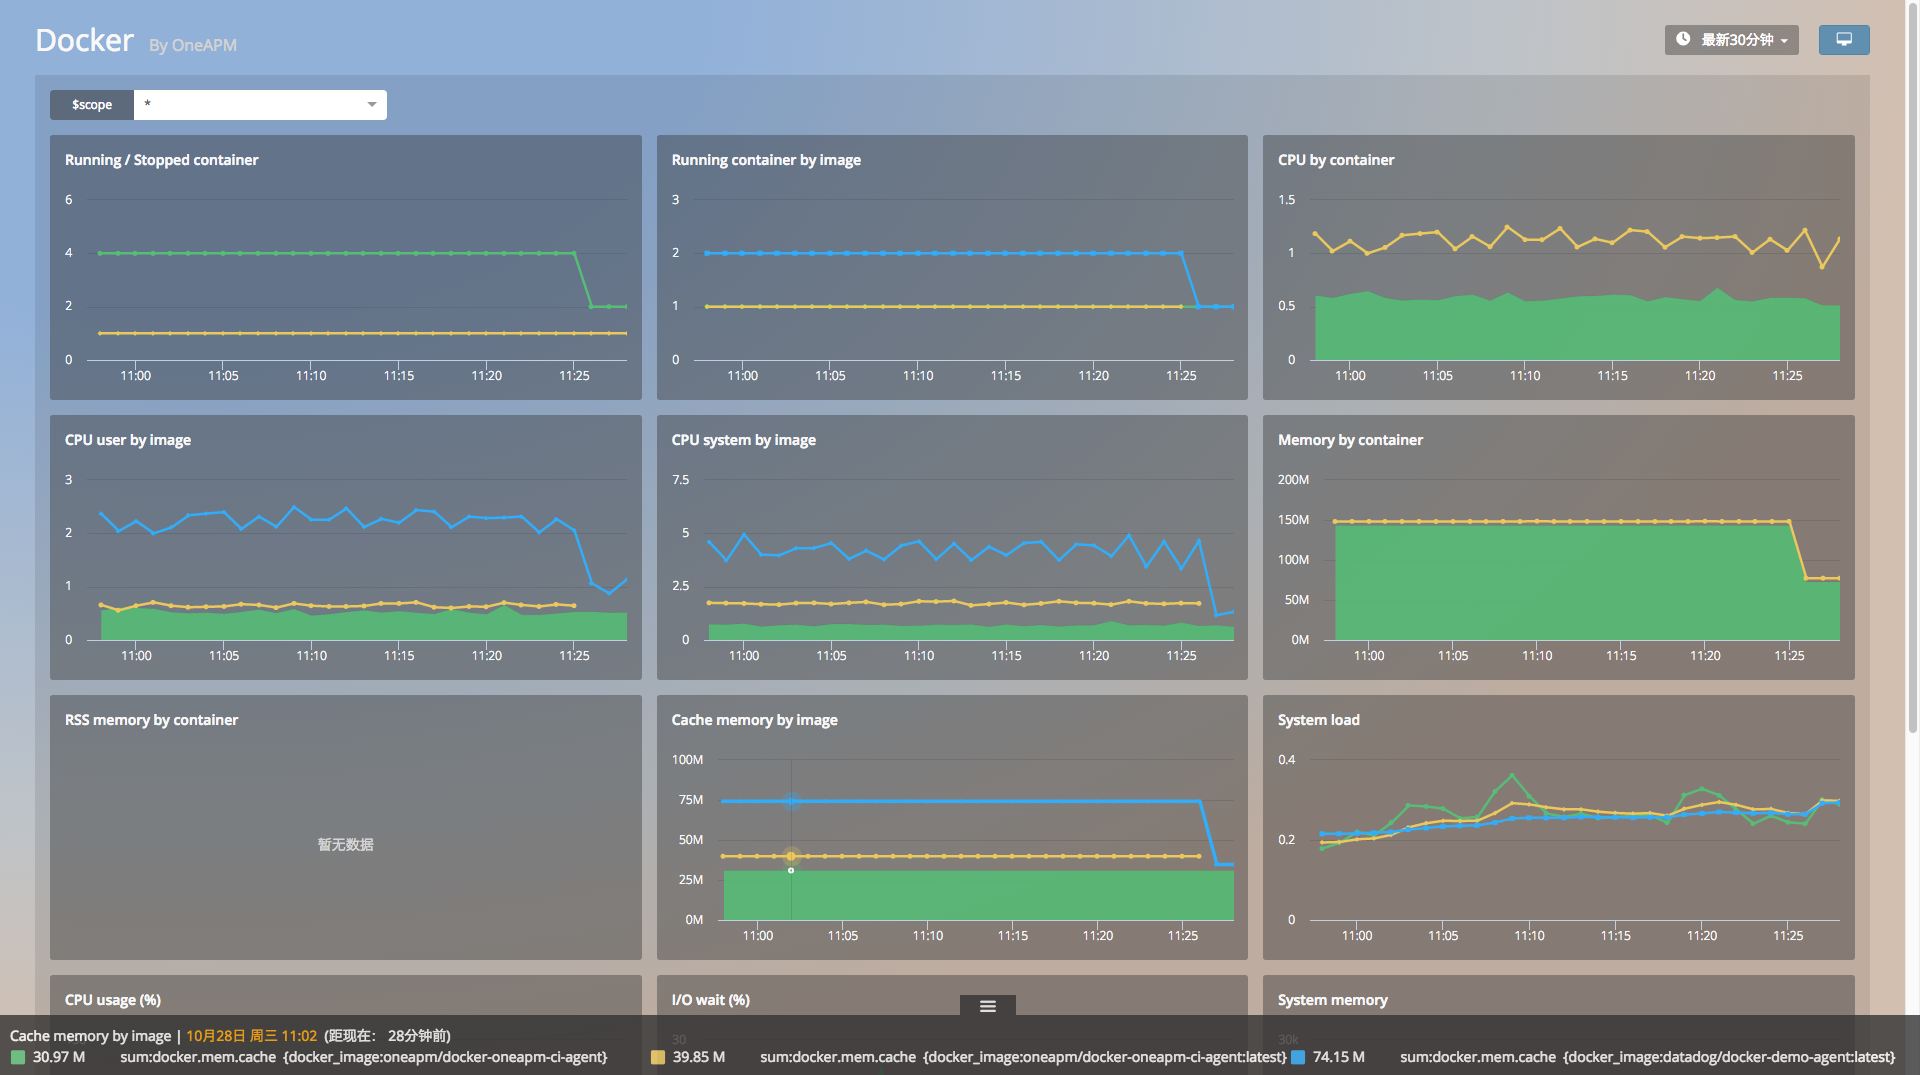 Docker By OneAPM
最新30分钟
$scope *
Running / Stopped container
6
4
2
0
11:00 11:05 11:10 11:15 11:20 11:25
Running container by image
3
2
1
0
11:00 11:05 11:10 11:15 11:20 11:25
CPU by container
1.5
1
0.5
0
11:00 11:05 11:10 11:15 11:20 11:25
CPU user by image
3
2
1
0
11:00 11:05 11:10 11:15 11:20 11:25
CPU system by image
7.5
5
2.5
0
11:00 11:05 11:10 11:15 11:20 11:25
Memory by container
200M
150M
100M
50M
0M
11:00 11:05 11:10 11:15 11:20 11:25
RSS memory by container
暂无数据
Cache memory by image
100M
75M
50M
25M
0M
11:00 11:05 11:10 11:15 11:20 11:25
System load
0.4
0.2
0
11:00 11:05 11:10 11:15 11:20 11:25
CPU usage (%)
I/O wait (%)
30
System memory
30k
Cache memory by image | 10月28日 周三 11:02 (距现在： 28分钟前)
30.97 M sum:docker.mem.cache {docker_image:oneapm/docker-oneapm-ci-agent}
39.85 M sum:docker.mem.cache {docker_image:oneapm/docker-oneapm-ci-agent:latest}
74.15 M sum:docker.mem.cache {docker_image:datadog/docker-demo-agent:latest}